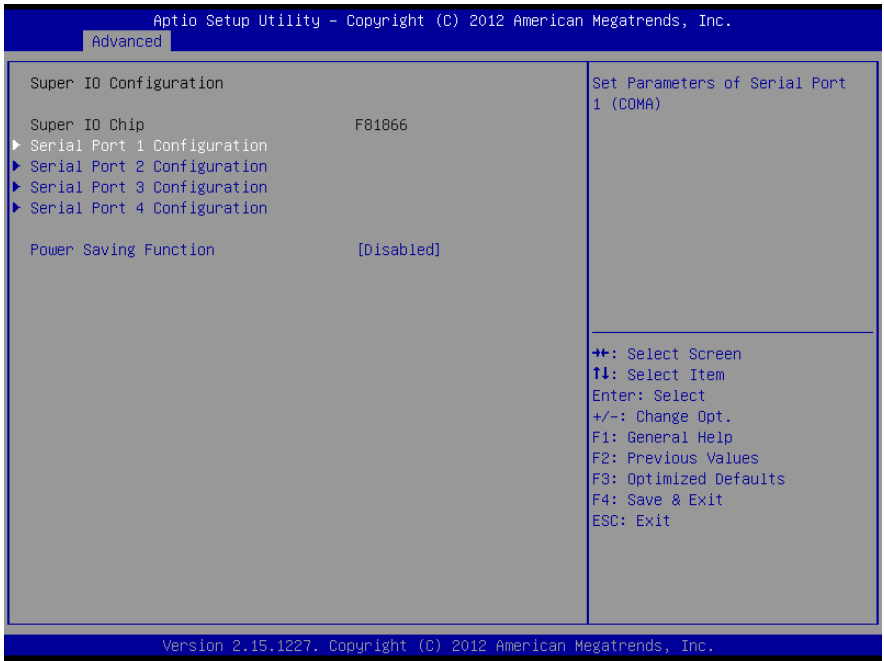 Aptio Setup Utility – Copyright (C) 2012 American Megatrends, Inc.
Advanced
Super IO Configuration
Super IO Chip F81866
Serial Port 1 Configuration
Serial Port 2 Configuration
Serial Port 3 Configuration
Serial Port 4 Configuration
Power Saving Function [Disabled]
Set Parameters of Serial Port
1 (COMA)
→←: Select Screen
↑↓: Select Item
Enter: Select
+/-: Change Opt.
F1: General Help
F2: Previous Values
F3: Optimized Defaults
F4: Save & Exit
ESC: Exit
Version 2.15.1227. Copyright (C) 2012 American Megatrends, Inc.